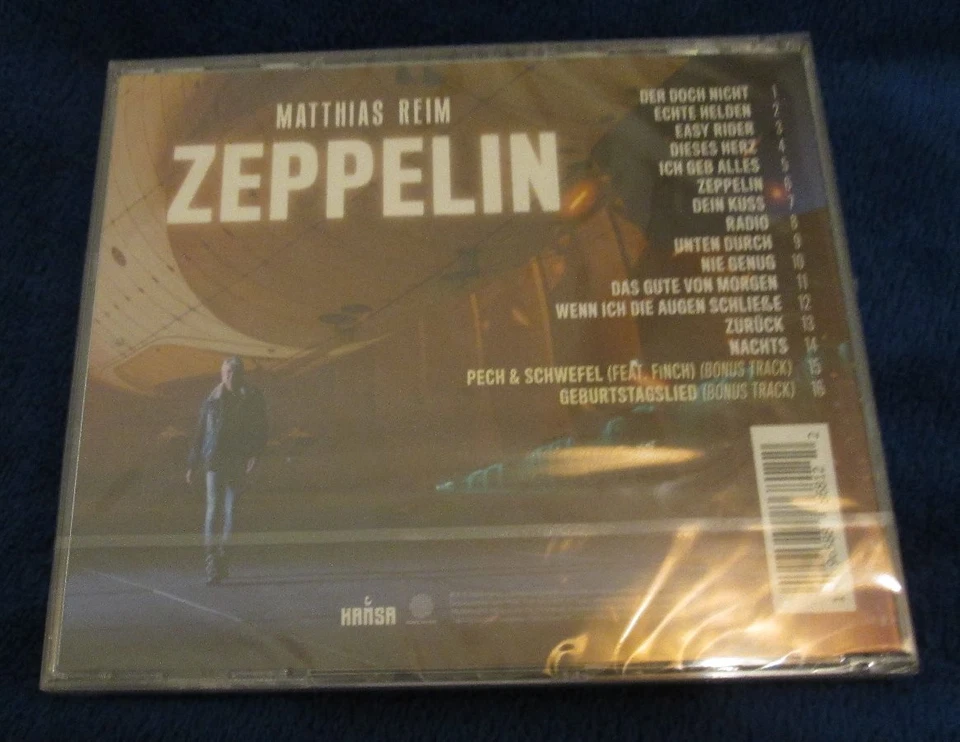 MATTHIAS REIM
ZEPPELIN
DER DOCH NICHT 1
ECHTE HELDEN 2
EASY RIDER 3
DIESES HERZ 4
ICH GEB ALLES 5
ZEPPELIN 6
DEIN KUSS 7
RADIO 8
UNTEN DURCH 9
NIE GENUG 10
DAS GUTE VON MORGEN 11
WENN ICH DIE AUGEN SCHLIEẞE 12
ZURÜCK 13
NACHTS 14
PECH & SCHWEFEL (FEAT. FiNCH) (BONUS TRACK) 15
GEBURTSTAGSLIED (BONUS TRACK) 16
HANSA